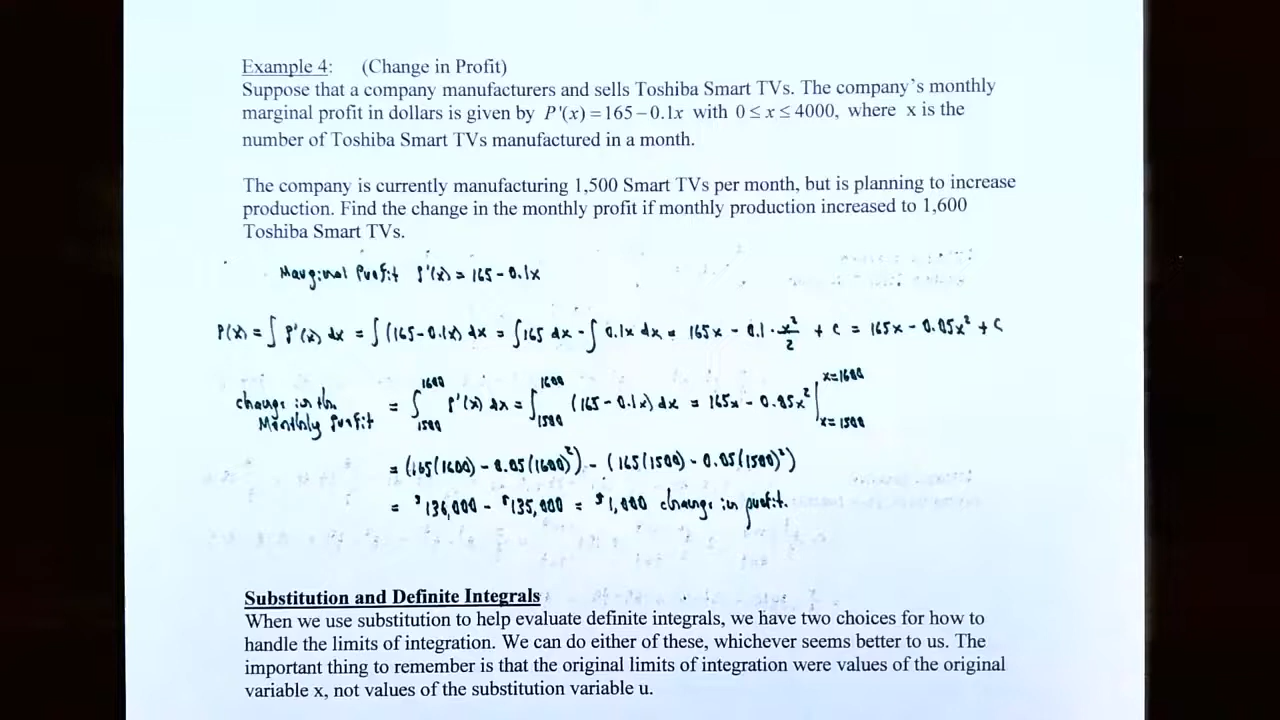 Example 4: (Change in Profit)
Suppose that a company manufacturers and sells Toshiba Smart TVs. The company's monthly
marginal profit in dollars is given by P'(x) = 165 − 0.1x with 0 ≤ x ≤ 4000, where x is the
number of Toshiba Smart TVs manufactured in a month.
The company is currently manufacturing 1,500 Smart TVs per month, but is planning to increase
production. Find the change in the monthly profit if monthly production increased to 1,600
Toshiba Smart TVs.
Marginal Profit P'(x) = 165 - 0.1x
P(x) = ∫ P'(x) dx = ∫ (165 - 0.1x) dx = ∫ 165 dx - ∫ 0.1x dx = 165x - 0.1 · x²/2 + C = 165x - 0.05x² + C
change in the Monthly Profit = ∫₁₅₀₀¹⁶⁰⁰ P'(x) dx = ∫₁₅₀₀¹⁶⁰⁰ (165 - 0.1x) dx = 165x - 0.05x² | x=1600 x=1500
= (165(1600) - 0.05(1600)²) - (165(1500) - 0.05(1500)²)
= $136,000 - $135,000 = $1,000 change in profit.
Substitution and Definite Integrals
When we use substitution to help evaluate definite integrals, we have two choices for how to
handle the limits of integration. We can do either of these, whichever seems better to us. The
important thing to remember is that the original limits of integration were values of the original
variable x, not values of the substitution variable u.